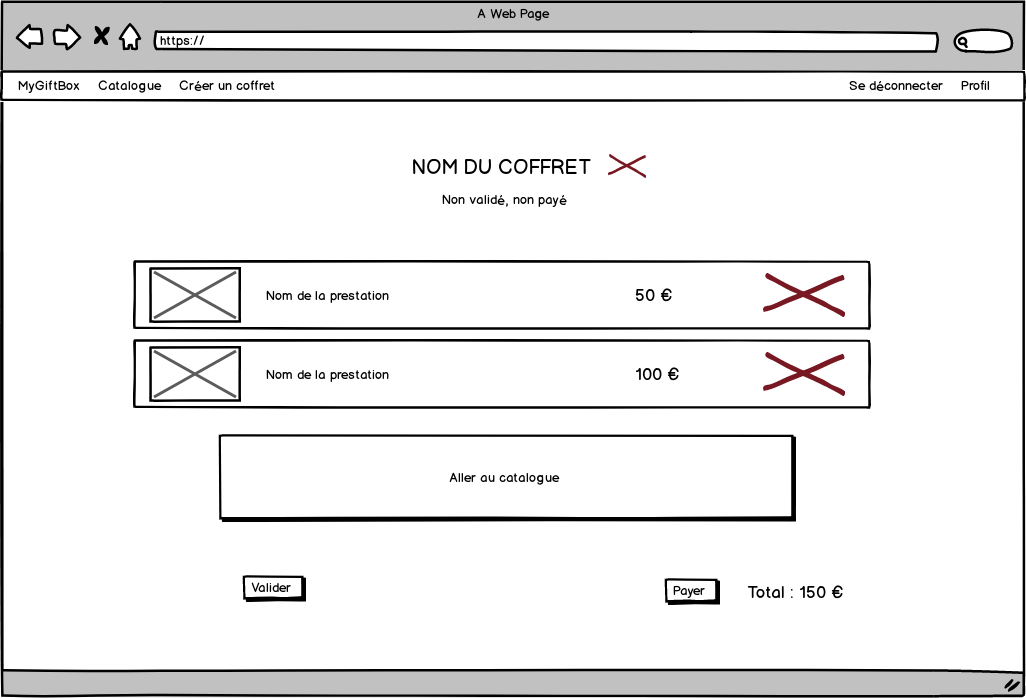 A Web Page
https://
MyGiftBox Catalogue Créer un coffret Se déconnecter Profil
NOM DU COFFRET
Non validé, non payé
Nom de la prestation 50 €
Nom de la prestation 100 €
Aller au catalogue
Valider Payer Total : 150 €